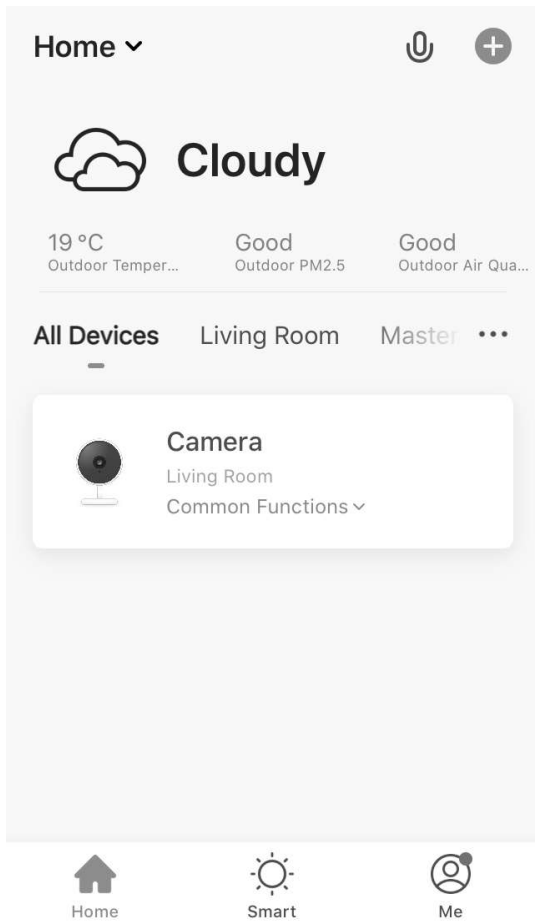 Home
Cloudy
19 °C Good Good
Outdoor Temper... Outdoor PM2.5 Outdoor Air Qua...
All Devices Living Room Master
Camera
Living Room
Common Functions
Home Smart Me